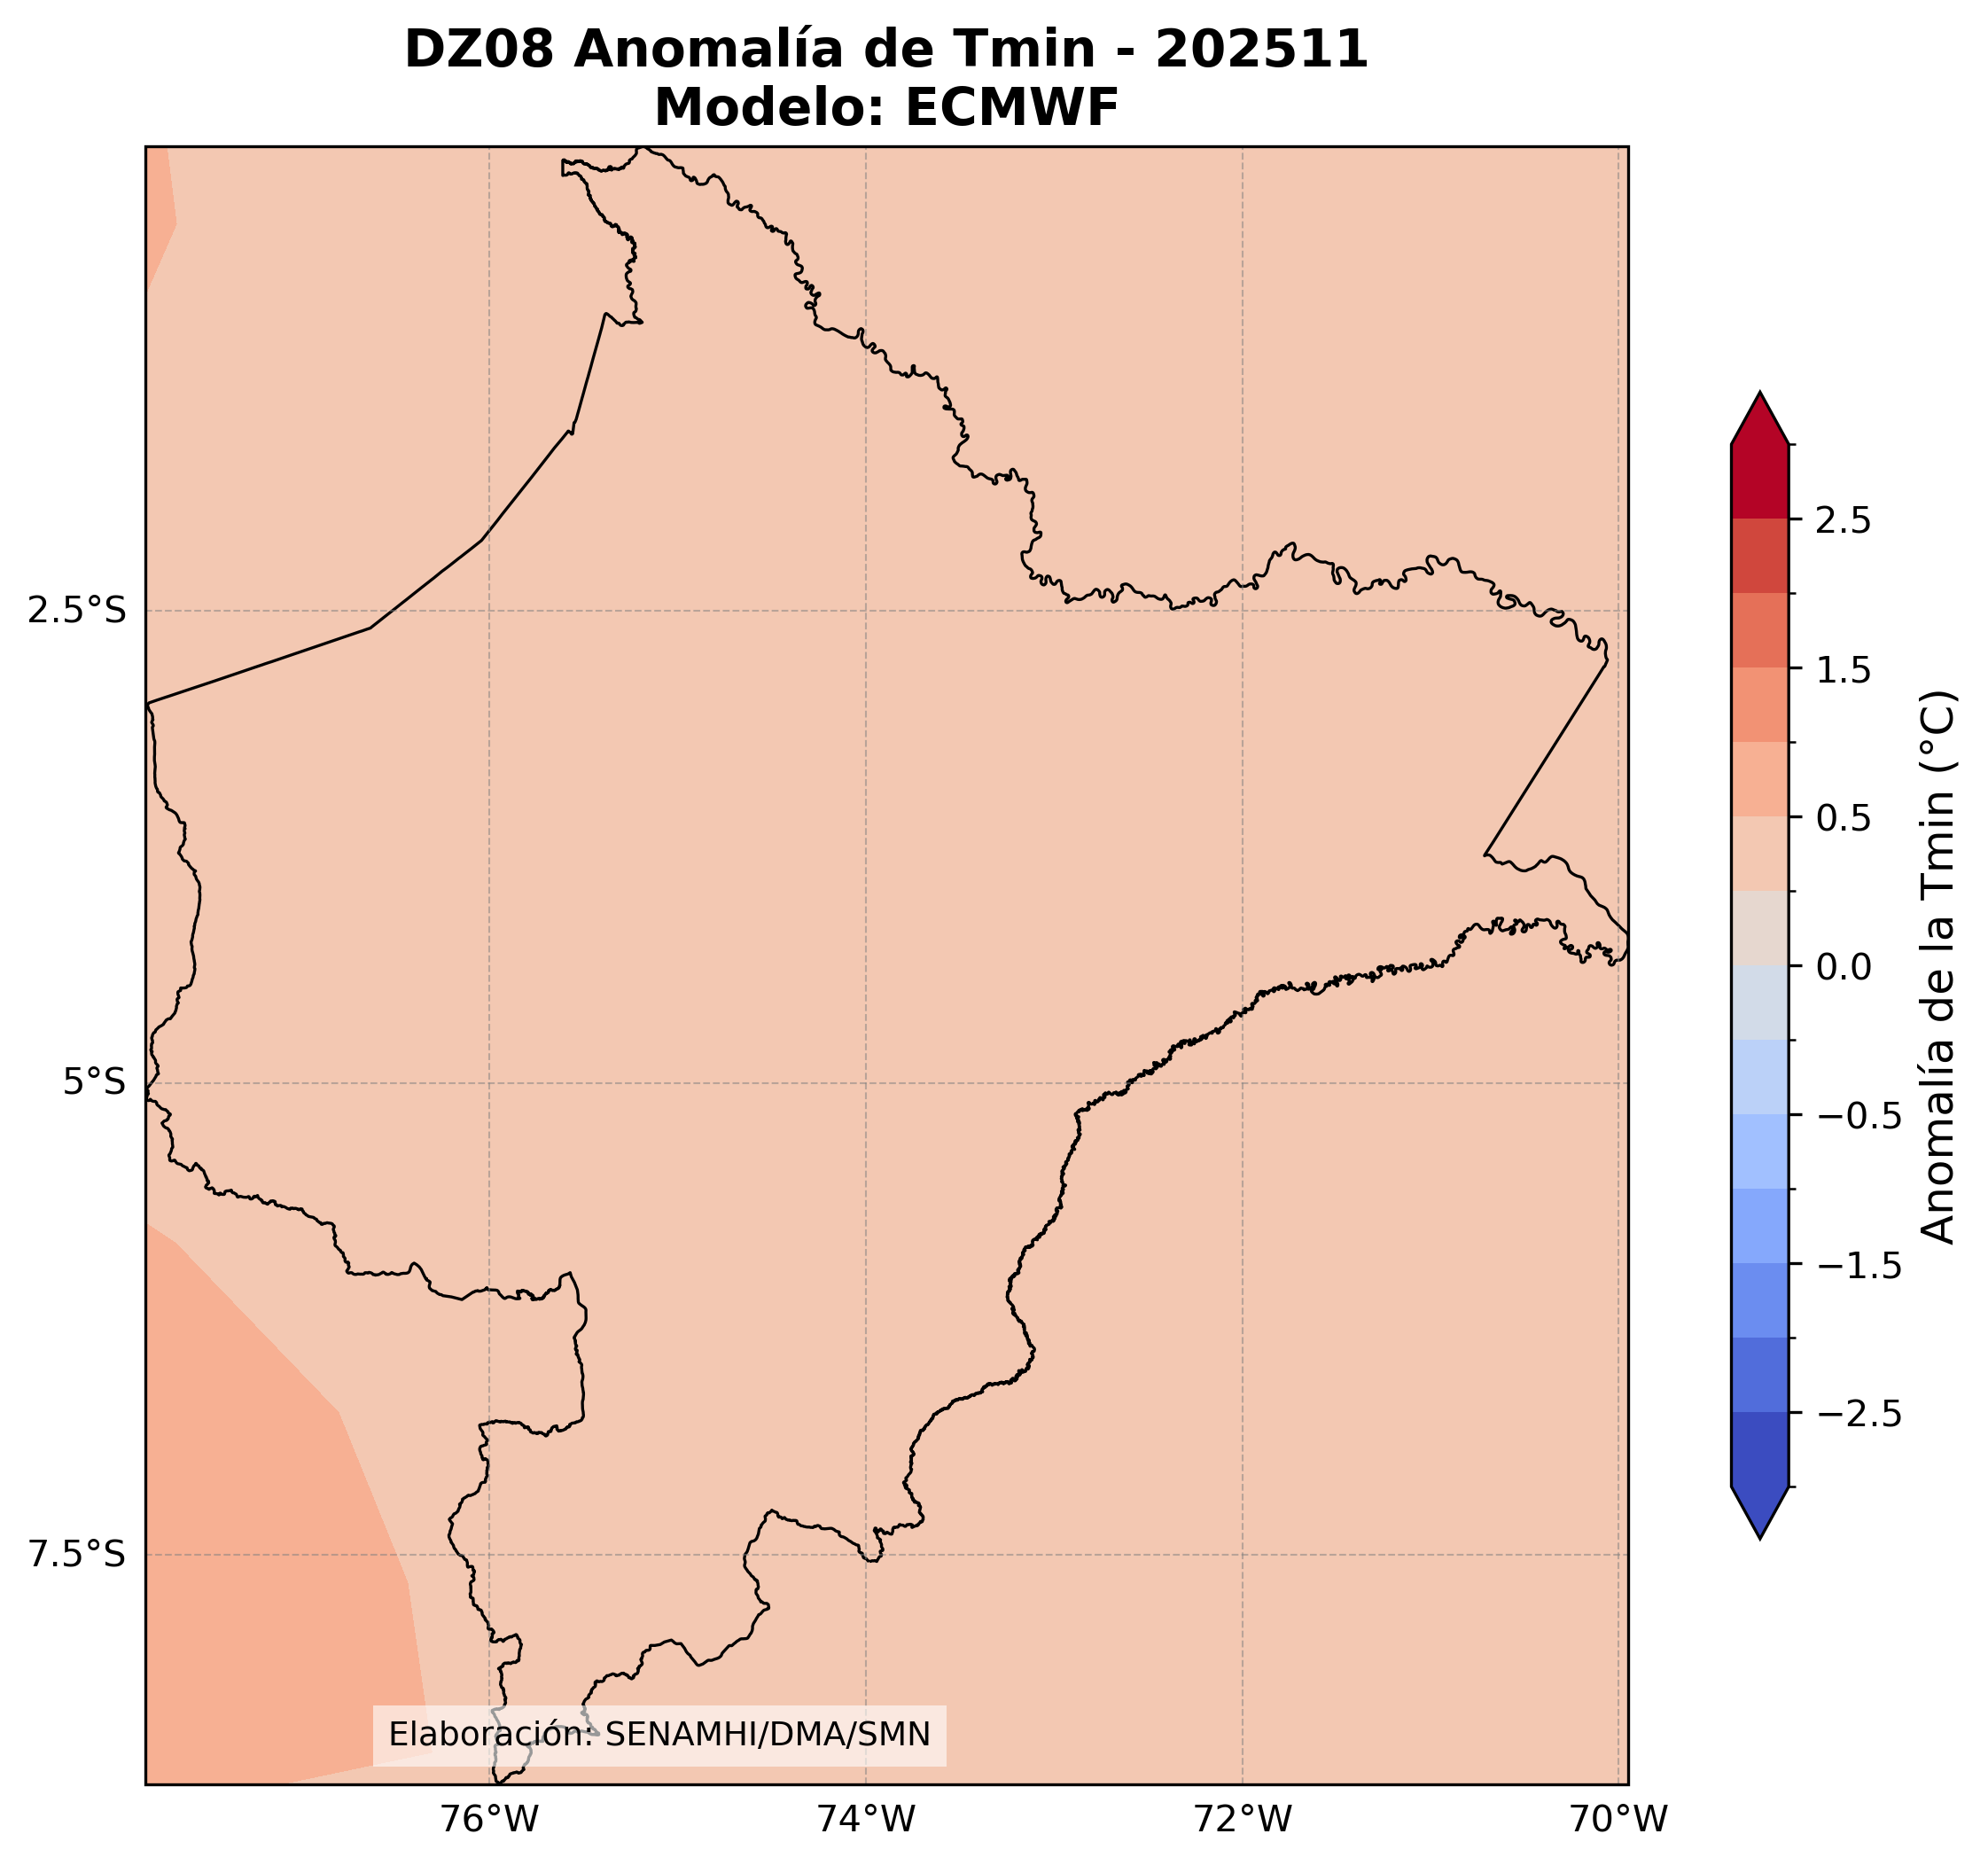 DZ08 Anomalía de Tmin - 202511
Modelo: ECMWF
2.5°S
5°S
7.5°S
76°W
74°W
72°W
70°W
Elaboración: SENAMHI/DMA/SMN
2.5
1.5
0.5
0.0
−0.5
−1.5
−2.5
Anomalía de la Tmin (°C)